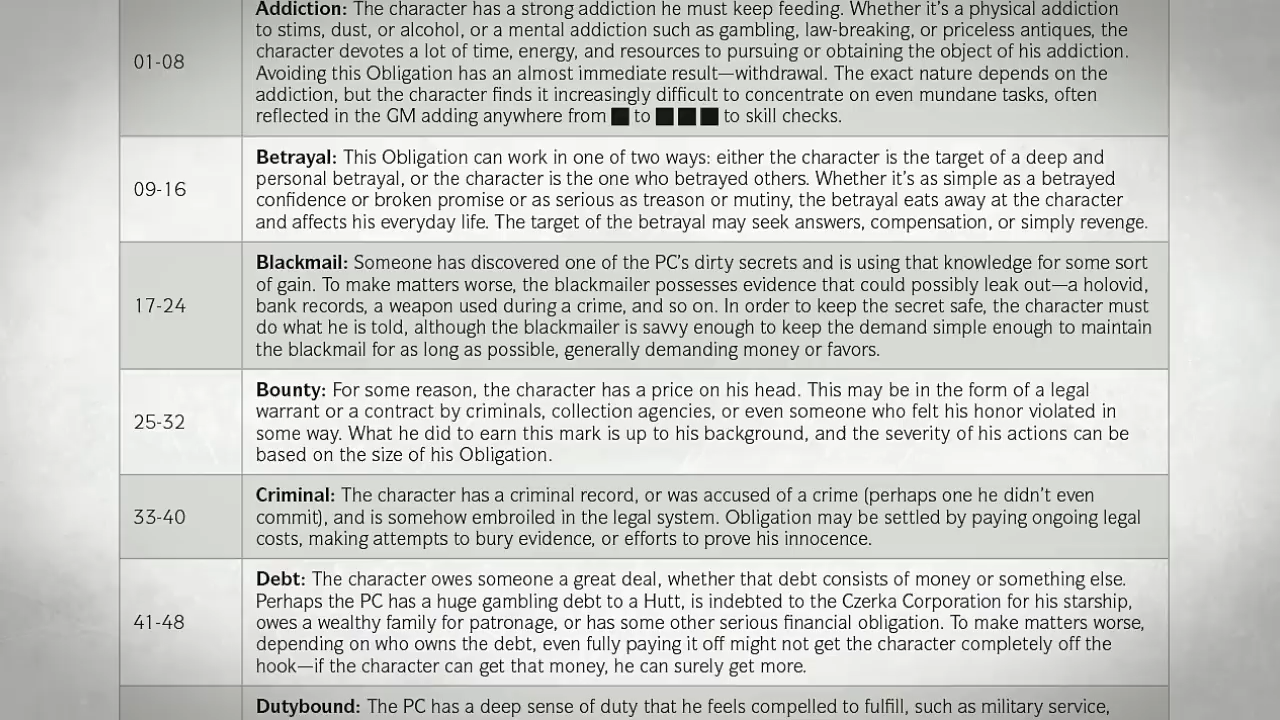 Addiction: The character has a strong addiction he must keep feeding. Whether it's a physical addiction
to stims, dust, or alcohol, or a mental addiction such as gambling, law-breaking, or priceless antiques, the
character devotes a lot of time, energy, and resources to pursuing or obtaining the object of his addiction.
01-08
Avoiding this Obligation has an almost immediate result—withdrawal. The exact nature depends on the
addiction, but the character finds it increasingly difficult to concentrate on even mundane tasks, often
reflected in the GM adding anywhere from ■ to ■ ■ ■ to skill checks.
Betrayal: This Obligation can work in one of two ways: either the character is the target of a deep and
personal betrayal, or the character is the one who betrayed others. Whether it's as simple as a betrayed
09-16
confidence or broken promise or as serious as treason or mutiny, the betrayal eats away at the character
and affects his everyday life. The target of the betrayal may seek answers, compensation, or simply revenge.
Blackmail: Someone has discovered one of the PC's dirty secrets and is using that knowledge for some sort
of gain. To make matters worse, the blackmailer possesses evidence that could possibly leak out—a holovid,
17-24
bank records, a weapon used during a crime, and so on. In order to keep the secret safe, the character must
do what he is told, although the blackmailer is savvy enough to keep the demand simple enough to maintain
the blackmail for as long as possible, generally demanding money or favors.
Bounty: For some reason, the character has a price on his head. This may be in the form of a legal
warrant or a contract by criminals, collection agencies, or even someone who felt his honor violated in
25-32
some way. What he did to earn this mark is up to his background, and the severity of his actions can be
based on the size of his Obligation.
Criminal: The character has a criminal record, or was accused of a crime (perhaps one he didn't even
33-40
commit), and is somehow embroiled in the legal system. Obligation may be settled by paying ongoing legal
costs, making attempts to bury evidence, or efforts to prove his innocence.
Debt: The character owes someone a great deal, whether that debt consists of money or something else.
Perhaps the PC has a huge gambling debt to a Hutt, is indebted to the Czerka Corporation for his starship,
41-48
owes a wealthy family for patronage, or has some other serious financial obligation. To make matters worse,
depending on who owns the debt, even fully paying it off might not get the character completely off the
hook—if the character can get that money, he can surely get more.
Dutybound: The PC has a deep sense of duty that he feels compelled to fulfill, such as military service,